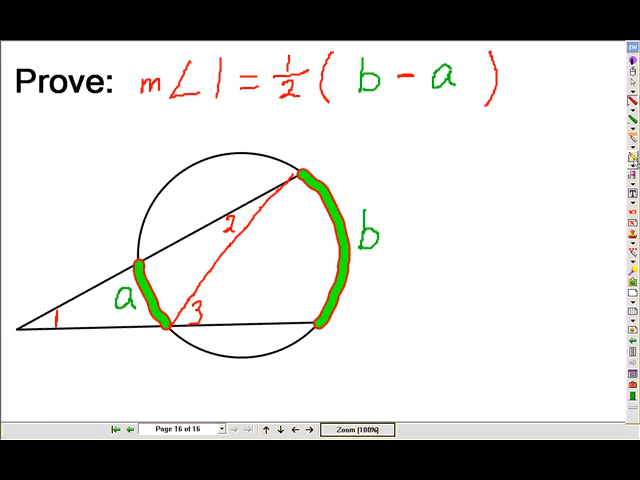 Prove: m∠1 = 1/2 ( b - a )
2
b
a
1
3
Page 16 of 16
Zoom (100%)